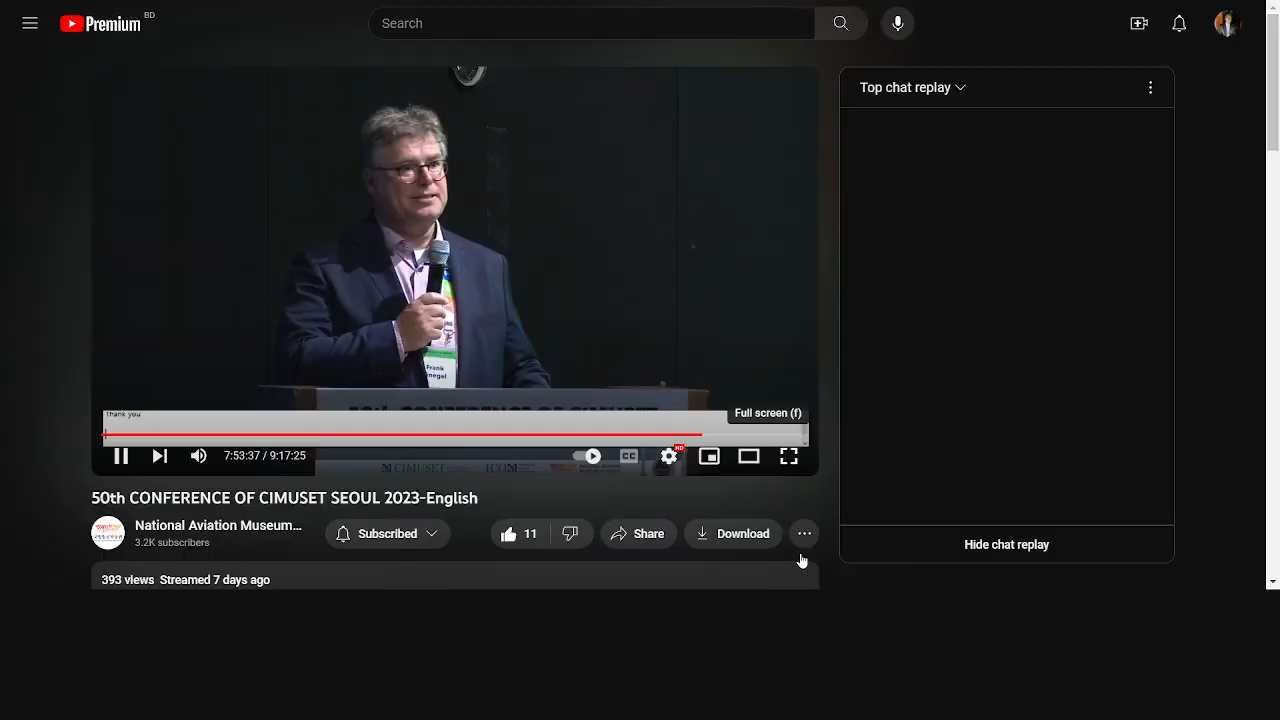 Premium BD
Search
Top chat replay
Frank
Thank you
Full screen (f)
7:53:37 / 9:17:25
CC
HD
CIMUSET
ICOM
50th CONFERENCE OF CIMUSET SEOUL 2023-English
National Aviation Museum...
3.2K subscribers
Subscribed
11
Share
Download
Hide chat replay
393 views Streamed 7 days ago